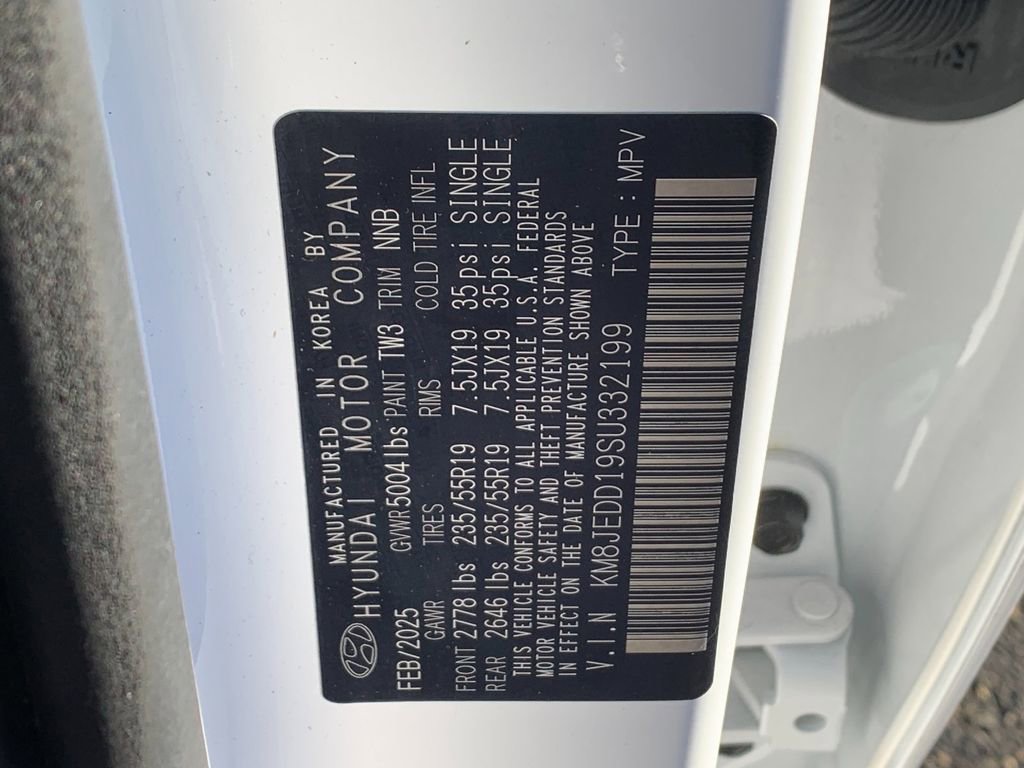 MANUFACTURED IN KOREA BY
HYUNDAI MOTOR COMPANY
FEB/2025 GVWR5004lbs PAINT TW3 TRIM NNB
GAWR TIRES RMS COLD TIRE INFL
FRONT 2778lbs 235/55R19 7.5JX19 35psi SINGLE
REAR 2646lbs 235/55R19 7.5JX19 35psi SINGLE
THIS VEHICLE CONFORMS TO ALL APPLICABLE U.S.A. FEDERAL
MOTOR VEHICLE SAFETY AND THEFT PREVENTION STANDARDS
IN EFFECT ON THE DATE OF MANUFACTURE SHOWN ABOVE
V.I.N KM8JEDD19SU332199 TYPE : MPV